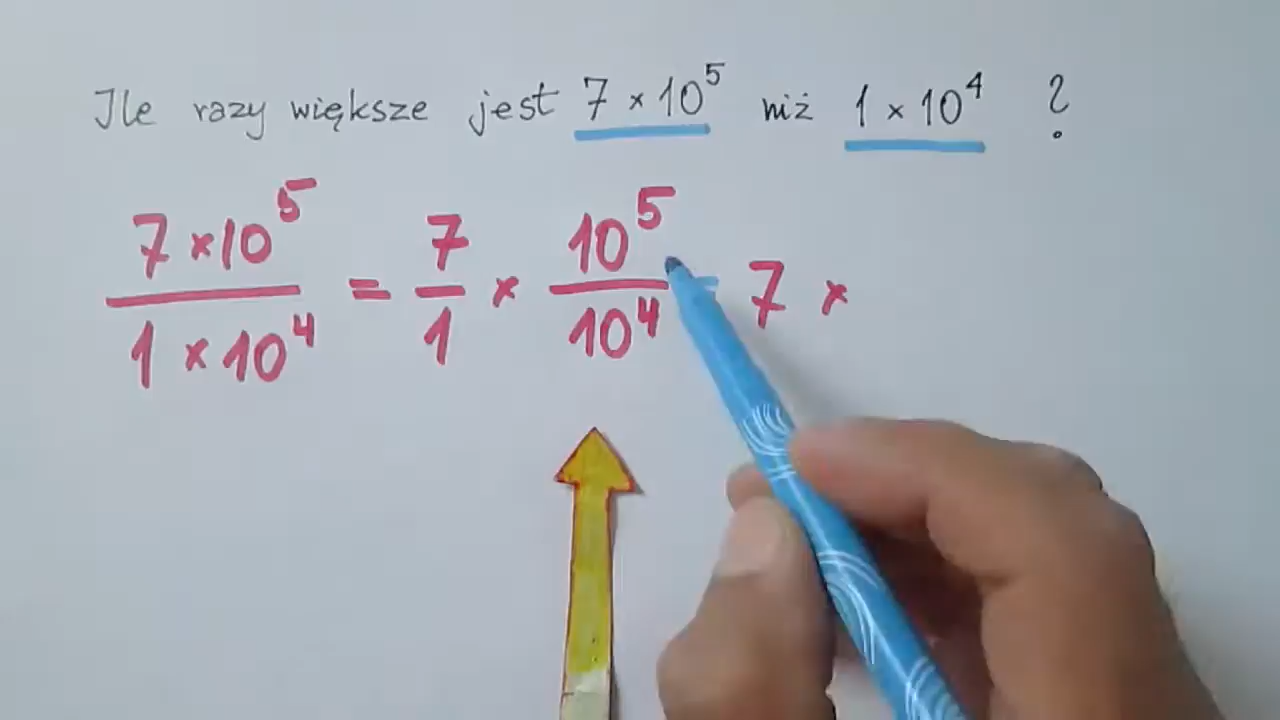 Ile razy większe jest 7 × 10⁵ niż 1 × 10⁴ ?
7 × 10⁵ / 1 × 10⁴ = 7 / 1 × 10⁵ / 10⁴ = 7 ×